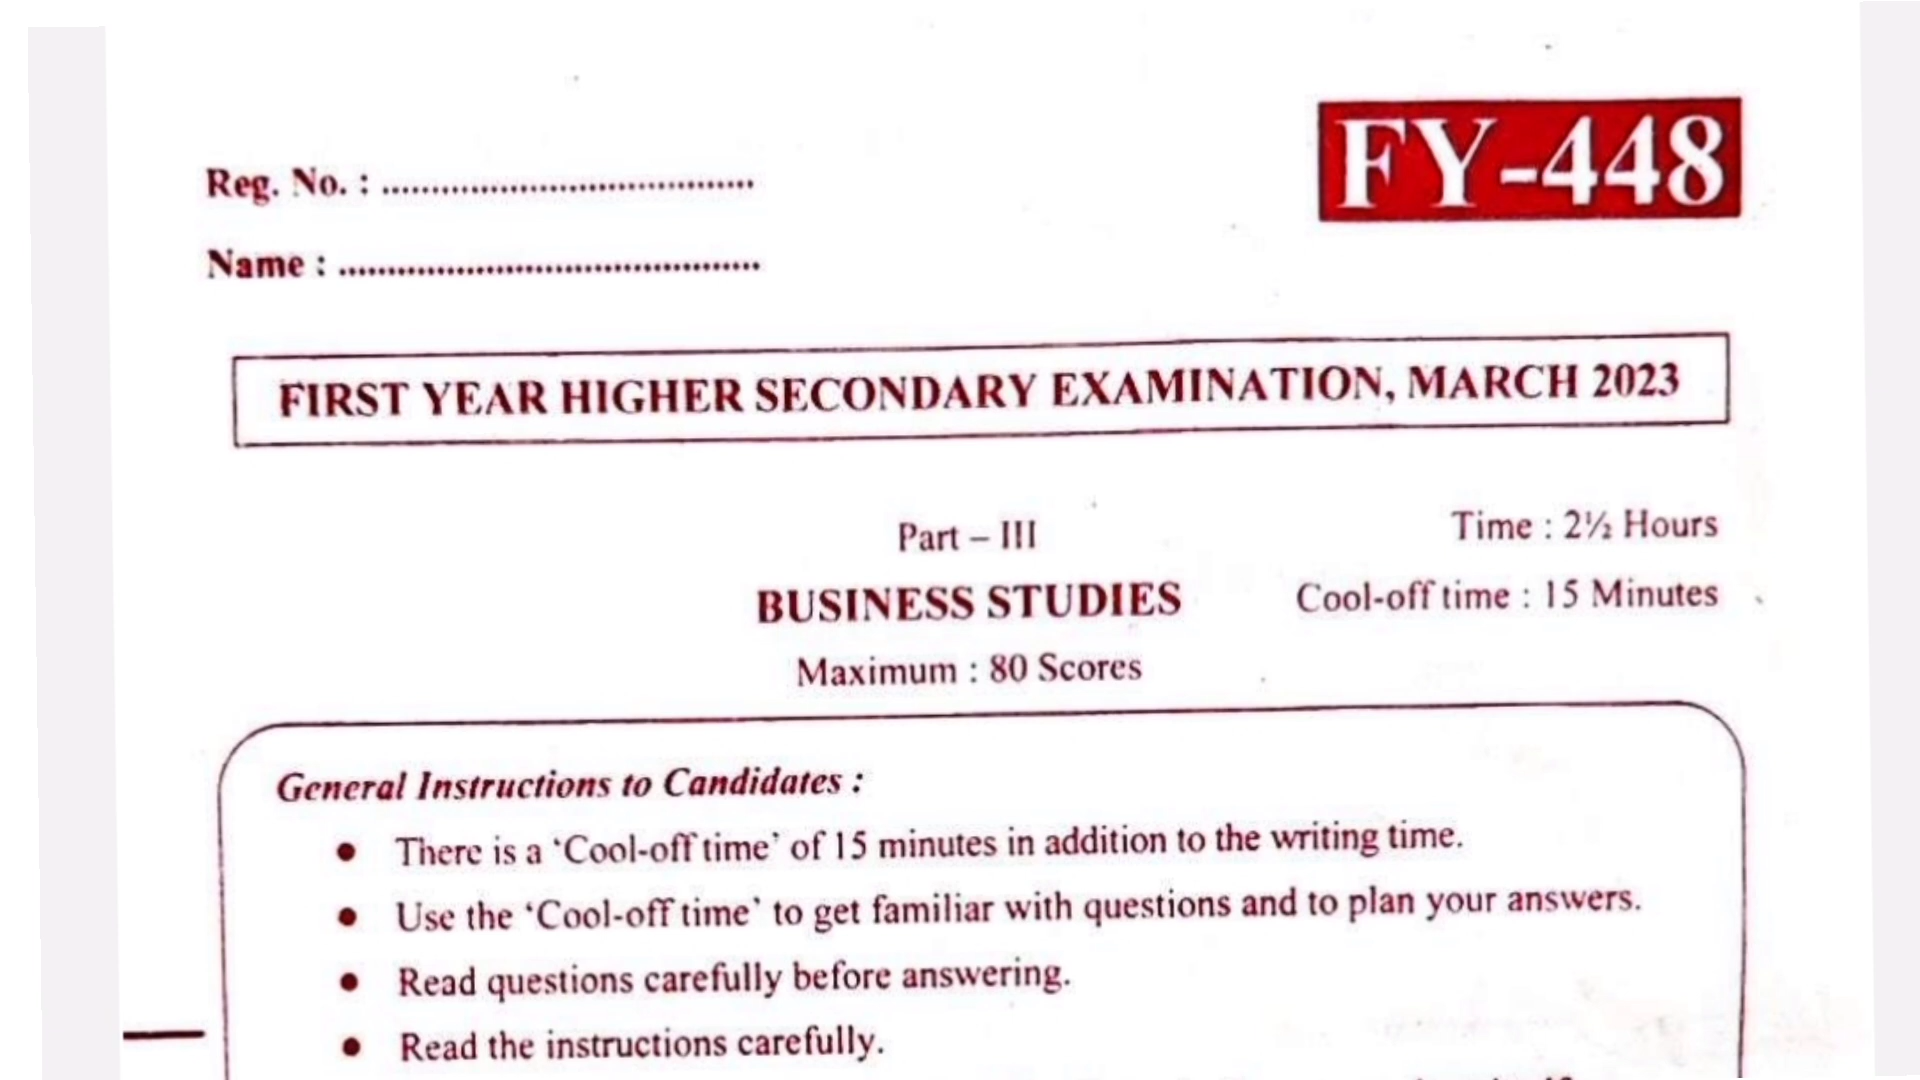 FY-448
Reg. No. : ......................................
Name : ...........................................
FIRST YEAR HIGHER SECONDARY EXAMINATION, MARCH 2023
Part – III
Time : 2½ Hours
BUSINESS STUDIES
Cool-off time : 15 Minutes
Maximum : 80 Scores
General Instructions to Candidates :
• There is a ‘Cool-off time’ of 15 minutes in addition to the writing time.
• Use the ‘Cool-off time’ to get familiar with questions and to plan your answers.
• Read questions carefully before answering.
• Read the instructions carefully.